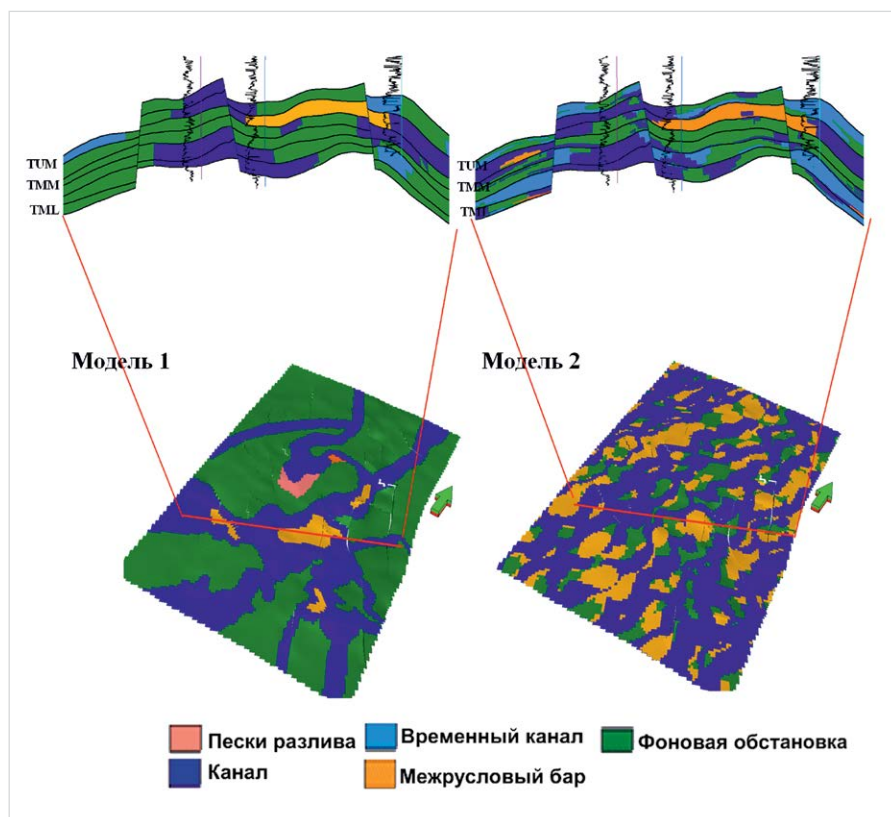 TUM
TMM
TML
TUM
TMM
TML
Модель 1
Модель 2
Пески разлива
Временный канал
Фоновая обстановка
Канал
Межрусловый бар